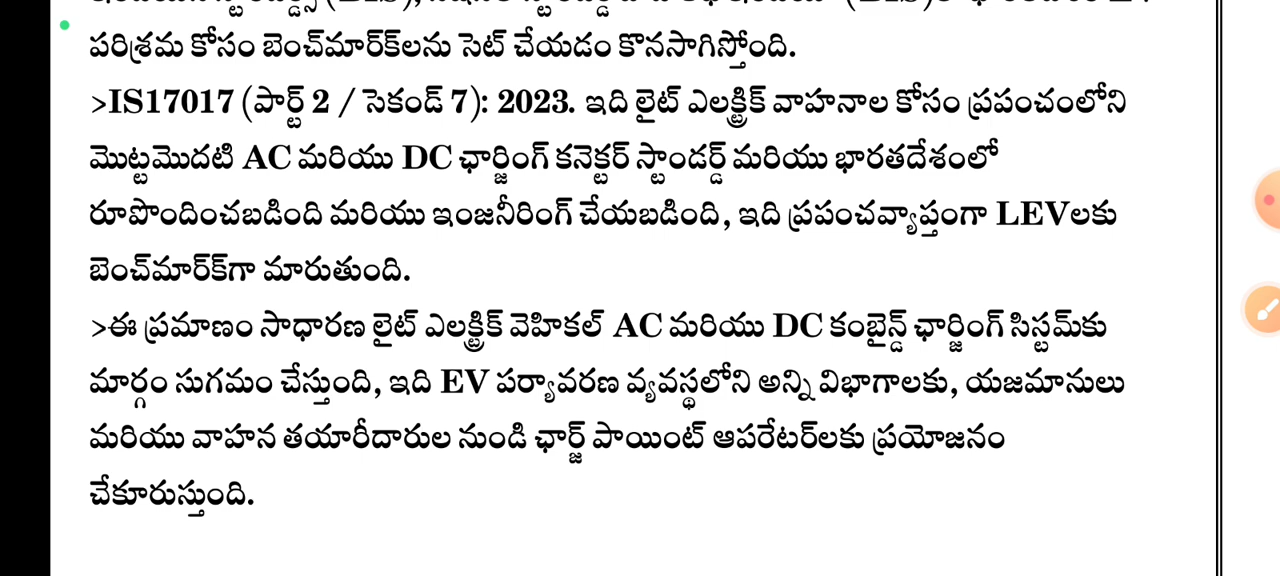 పరిశ్రమ కోసం బెంచ్‌మార్క్‌లను సెట్ చేయడం కొనసాగిస్తోంది.
>IS17017 (పార్ట్ 2 / సెకండ్ 7): 2023. ఇది లైట్ ఎలక్ట్రిక్ వాహనాల కోసం ప్రపంచంలోని
మొట్టమొదటి AC మరియు DC ఛార్జింగ్ కనెక్టర్ స్టాండర్డ్ మరియు భారతదేశంలో
రూపొందించబడింది మరియు ఇంజనీరింగ్ చేయబడింది, ఇది ప్రపంచవ్యాప్తంగా LEVలకు
బెంచ్‌మార్క్‌గా మారుతుంది.
>ఈ ప్రమాణం సాధారణ లైట్ ఎలక్ట్రిక్ వెహికల్ AC మరియు DC కంబైన్డ్ ఛార్జింగ్ సిస్టమ్‌కు
మార్గం సుగమం చేస్తుంది, ఇది EV పర్యావరణ వ్యవస్థలోని అన్ని విభాగాలకు, యజమానులు
మరియు వాహన తయారీదారుల నుండి ఛార్జ్ పాయింట్ ఆపరేటర్‌లకు ప్రయోజనం
చేకూరుస్తుంది.